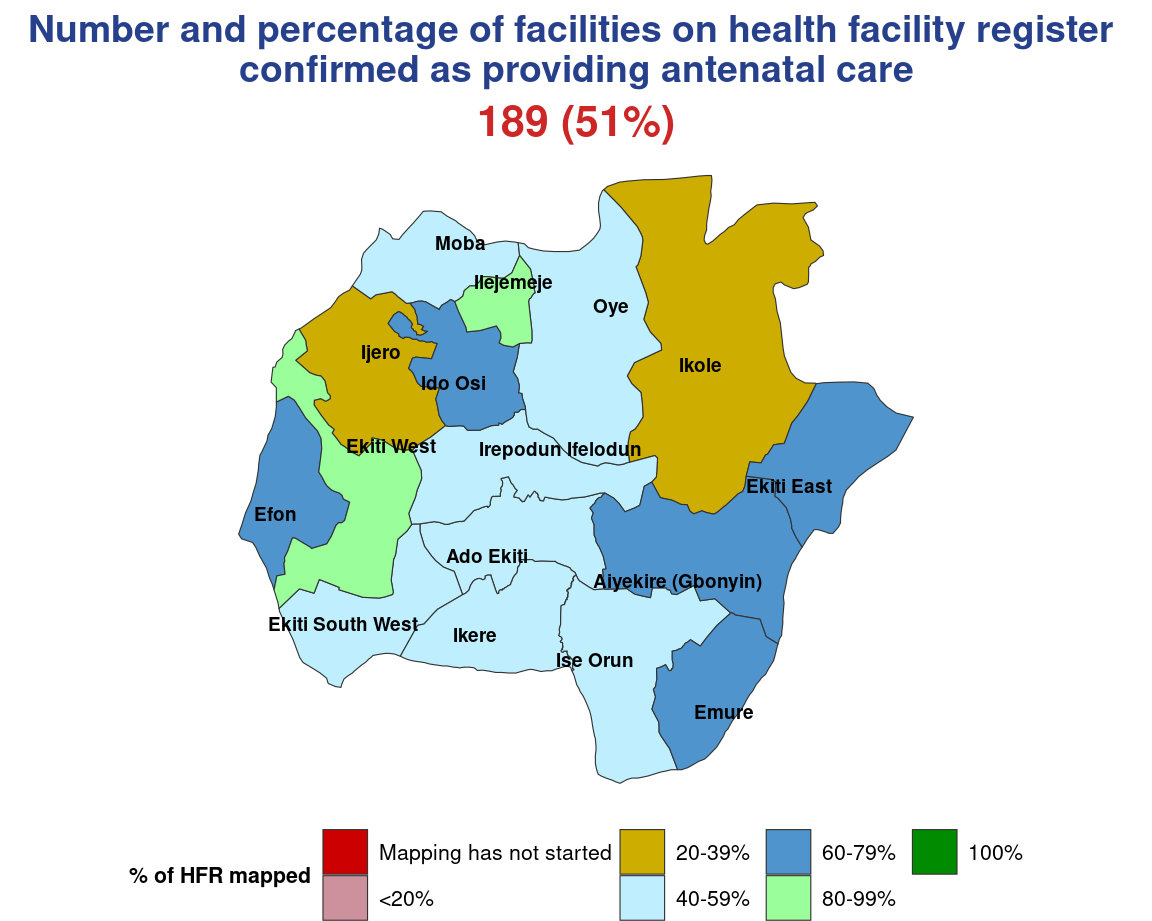 Number and percentage of facilities on health facility register
confirmed as providing antenatal care
189 (51%)
Moba
Ilejemeje
Oye
Ijero
Ikole
Ido Osi
Ekiti West
Irepodun Ifelodun
Ekiti East
Efon
Ado Ekiti
Aiyekire (Gbonyin)
Ekiti South West
Ikere
Ise Orun
Emure
% of HFR mapped
Mapping has not started
<20%
20-39%
40-59%
60-79%
80-99%
100%